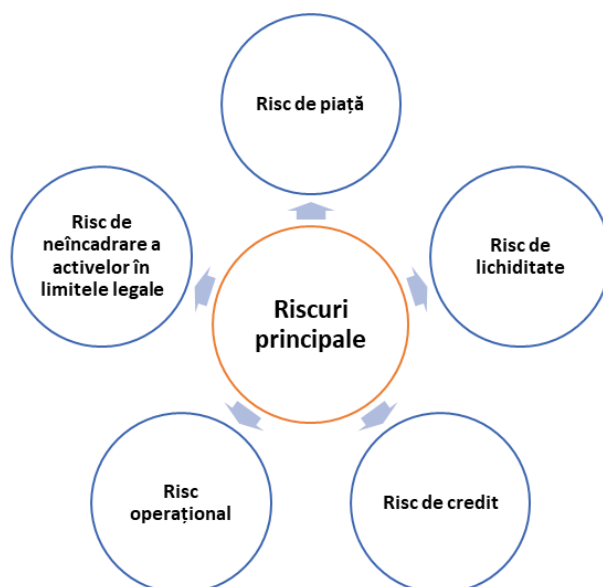 Risc de piață
Risc de
neîncadrare a
activelor în
limitele legale
Risc de
lichiditate
Riscuri
principale
Risc
operațional
Risc de credit